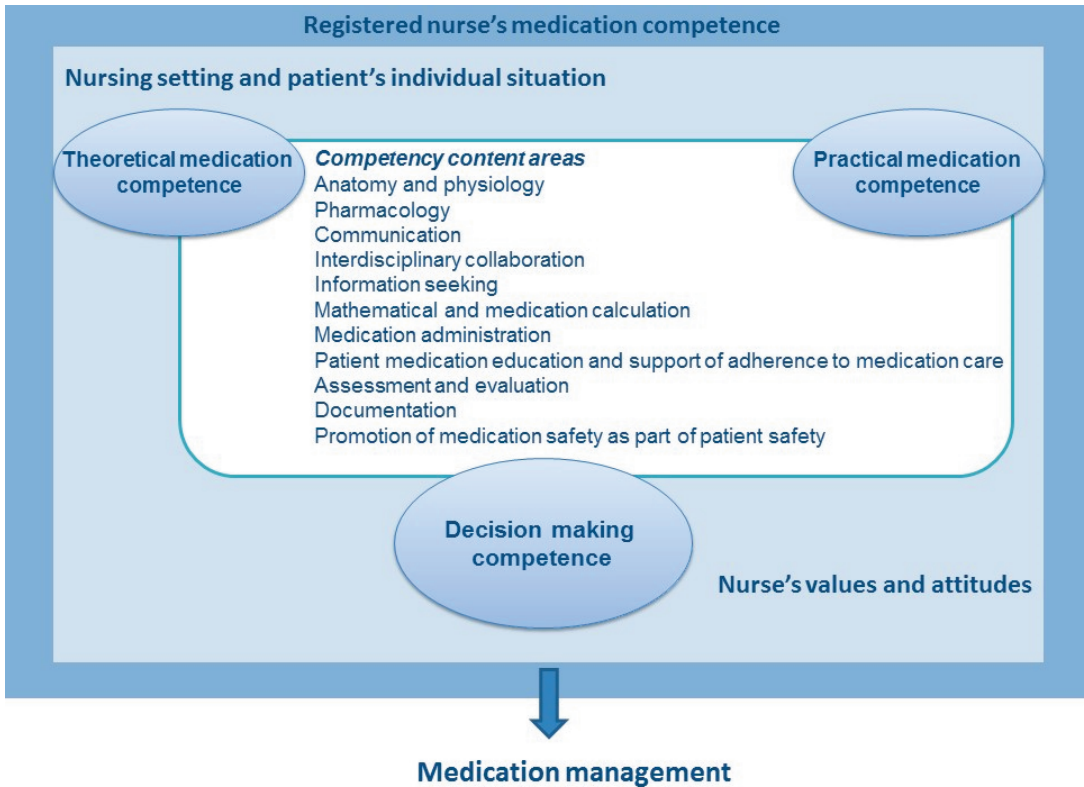 Registered nurse's medication competence
Nursing setting and patient's individual situation
Theoretical medication
competence
Practical medication
competence
Competency content areas
Anatomy and physiology
Pharmacology
Communication
Interdisciplinary collaboration
Information seeking
Mathematical and medication calculation
Medication administration
Patient medication education and support of adherence to medication care
Assessment and evaluation
Documentation
Promotion of medication safety as part of patient safety
Decision making
competence
Nurse's values and attitudes
Medication management